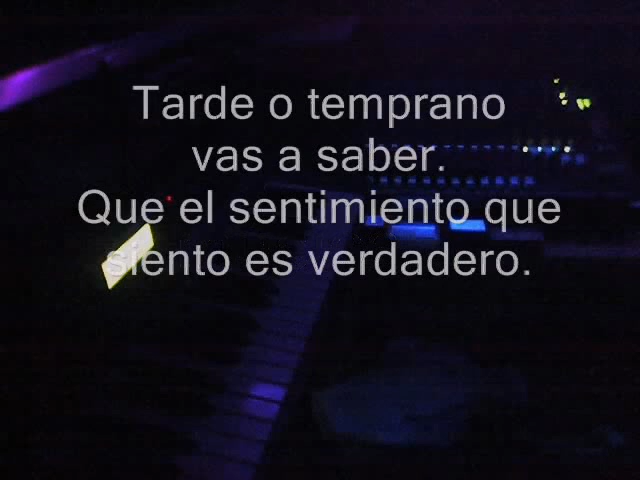 Tarde o temprano
vas a saber.
Que el sentimiento que
siento es verdadero.